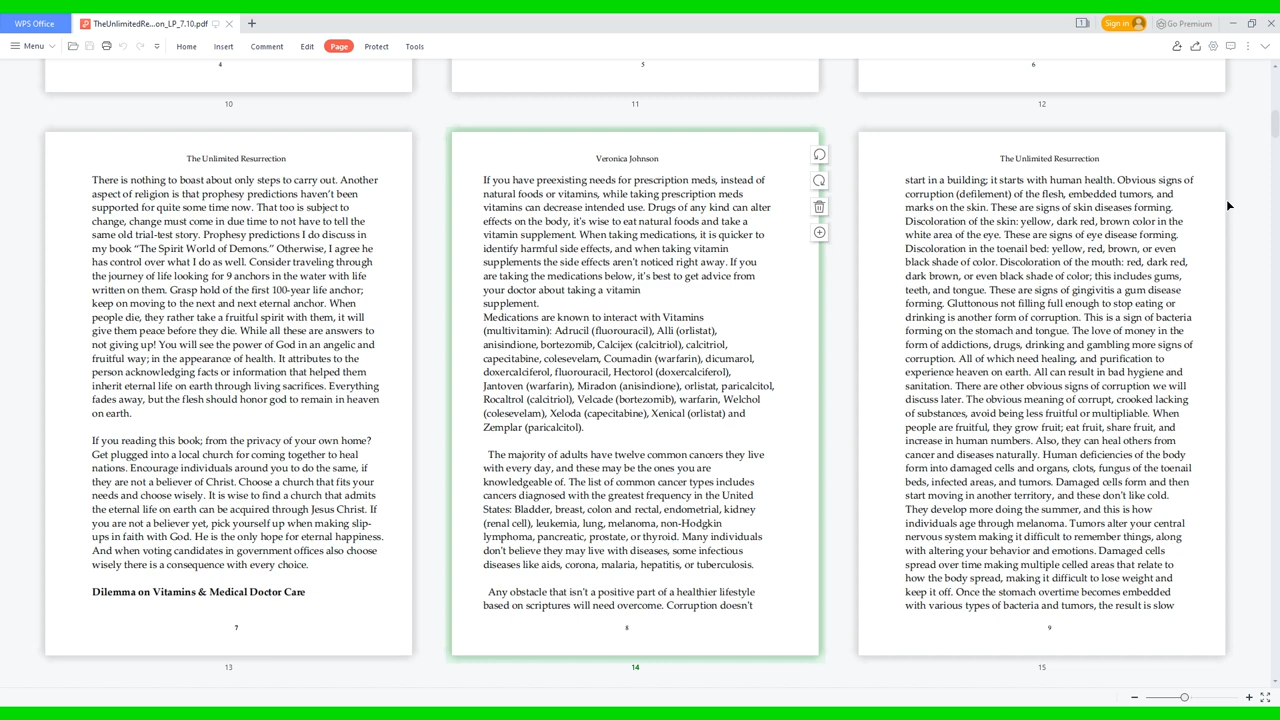 WPS Office
TheUnlimitedRe...on_LP_7.10.pdf
Sign in
Go Premium
Menu
Home
Insert
Comment
Edit
Page
Protect
Tools
4
5
6
10
11
12
The Unlimited Resurrection
There is nothing to boast about only steps to carry out. Another
aspect of religion is that prophesy predictions haven't been
supported for quite some time now. That too is subject to
change, change must come in due time to not have to tell the
same old trial-test story. Prophesy predictions I do discuss in
my book “The Spirit World of Demons.” Otherwise, I agree he
has control over what I do as well. Consider traveling through
the journey of life looking for 9 anchors in the water with life
written on them. Grasp hold of the first 100-year life anchor;
keep on moving to the next and next eternal anchor. When
people die, they rather take a fruitful spirit with them, it will
give them peace before they die. While all these are answers to
not giving up! You will see the power of God in an angelic and
fruitful way; in the appearance of health. It attributes to the
person acknowledging facts or information that helped them
inherit eternal life on earth through living sacrifices. Everything
fades away, but the flesh should honor god to remain in heaven
on earth.
If you reading this book; from the privacy of your own home?
Get plugged into a local church for coming together to heal
nations. Encourage individuals around you to do the same, if
they are not a believer of Christ. Choose a church that fits your
needs and choose wisely. It is wise to find a church that admits
the eternal life on earth can be acquired through Jesus Christ. If
you are not a believer yet, pick yourself up when making slip-
ups in faith with God. He is the only hope for eternal happiness.
And when voting candidates in government offices also choose
wisely there is a consequence with every choice.
Dilemma on Vitamins & Medical Doctor Care
7
13
Veronica Johnson
If you have preexisting needs for prescription meds, instead of
natural foods or vitamins, while taking prescription meds
vitamins can decrease intended use. Drugs of any kind can alter
effects on the body, it's wise to eat natural foods and take a
vitamin supplement. When taking medications, it is quicker to
identify harmful side effects, and when taking vitamin
supplements the side effects aren't noticed right away. If you
are taking the medications below, it's best to get advice from
your doctor about taking a vitamin
supplement.
Medications are known to interact with Vitamins
(multivitamin): Adrucil (fluorouracil), Alli (orlistat),
anisindione, bortezomib, Calcijex (calcitriol), calcitriol,
capecitabine, colesevelam, Coumadin (warfarin), dicumarol,
doxercalciferol, fluorouracil, Hectorol (doxercalciferol),
Jantoven (warfarin), Miradon (anisindione), orlistat, paricalcitol,
Rocaltrol (calcitriol), Velcade (bortezomib), warfarin, Welchol
(colesevelam), Xeloda (capecitabine), Xenical (orlistat) and
Zemplar (paricalcitol).
The majority of adults have twelve common cancers they live
with every day, and these may be the ones you are
knowledgeable of. The list of common cancer types includes
cancers diagnosed with the greatest frequency in the United
States: Bladder, breast, colon and rectal, endometrial, kidney
(renal cell), leukemia, lung, melanoma, non-Hodgkin
lymphoma, pancreatic, prostate, or thyroid. Many individuals
don't believe they may live with diseases, some infectious
diseases like aids, corona, malaria, hepatitis, or tuberculosis.
Any obstacle that isn't a positive part of a healthier lifestyle
based on scriptures will need overcome. Corruption doesn't
8
14
The Unlimited Resurrection
start in a building; it starts with human health. Obvious signs of
corruption (defilement) of the flesh, embedded tumors, and
marks on the skin. These are signs of skin diseases forming.
Discoloration of the skin: yellow, dark red, brown color in the
white area of the eye. These are signs of eye disease forming.
Discoloration in the toenail bed: yellow, red, brown, or even
black shade of color. Discoloration of the mouth: red, dark red,
dark brown, or even black shade of color; this includes gums,
teeth, and tongue. These are signs of gingivitis a gum disease
forming. Gluttonous not filling full enough to stop eating or
drinking is another form of corruption. This is a sign of bacteria
forming on the stomach and tongue. The love of money in the
form of addictions, drugs, drinking and gambling more signs of
corruption. All of which need healing, and purification to
experience heaven on earth. All can result in bad hygiene and
sanitation. There are other obvious signs of corruption we will
discuss later. The obvious meaning of corrupt, crooked lacking
of substances, avoid being less fruitful or multipliable. When
people are fruitful, they grow fruit; eat fruit, share fruit, and
increase in human numbers. Also, they can heal others from
cancer and diseases naturally. Human deficiencies of the body
form into damaged cells and organs, clots, fungus of the toenail
beds, infected areas, and tumors. Damaged cells form and then
start moving in another territory, and these don't like cold.
They develop more doing the summer, and this is how
individuals age through melanoma. Tumors alter your central
nervous system making it difficult to remember things, along
with altering your behavior and emotions. Damaged cells
spread over time making multiple celled areas that relate to
how the body spread, making it difficult to lose weight and
keep it off. Once the stomach overtime becomes embedded
with various types of bacteria and tumors, the result is slow
9
15